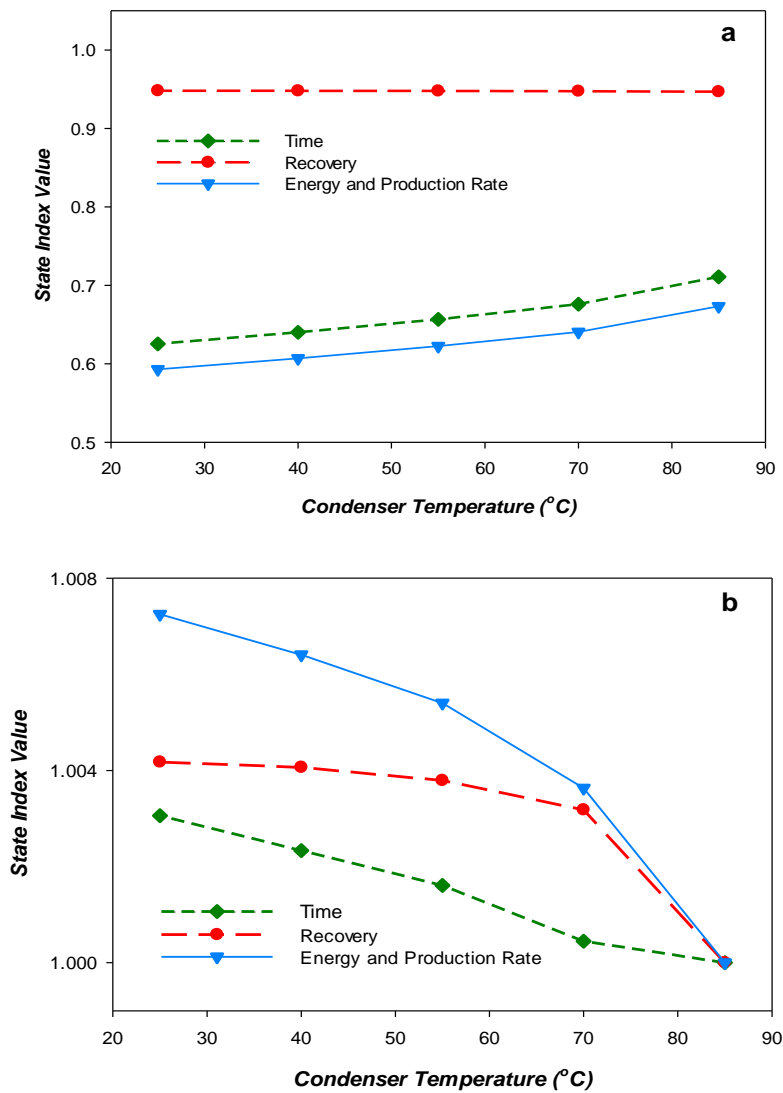 a
1.0
0.9
0.8
0.7
0.6
0.5
State Index Value
Time
Recovery
Energy and Production Rate
20 30 40 50 60 70 80 90
Condenser Temperature (°C)
b
1.008
1.004
1.000
State Index Value
Time
Recovery
Energy and Production Rate
20 30 40 50 60 70 80 90
Condenser Temperature (°C)